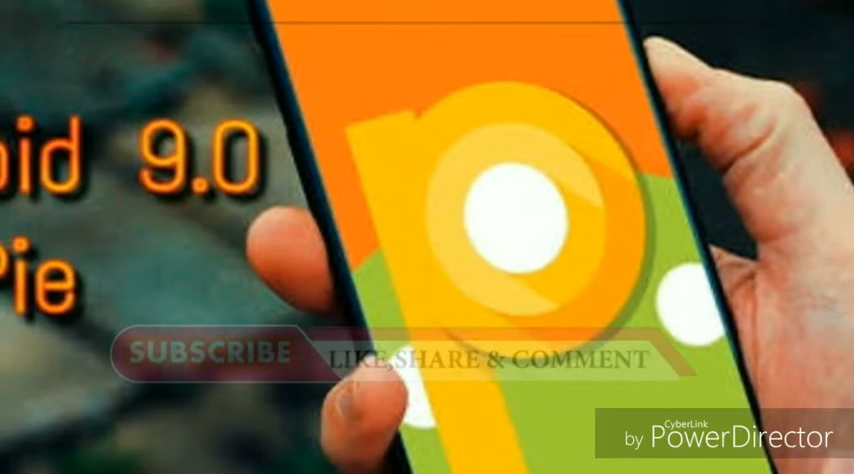 oid 9.0
Pie
SUBSCRIBE
LIKE,SHARE & COMMENT
CyberLink
by PowerDirector